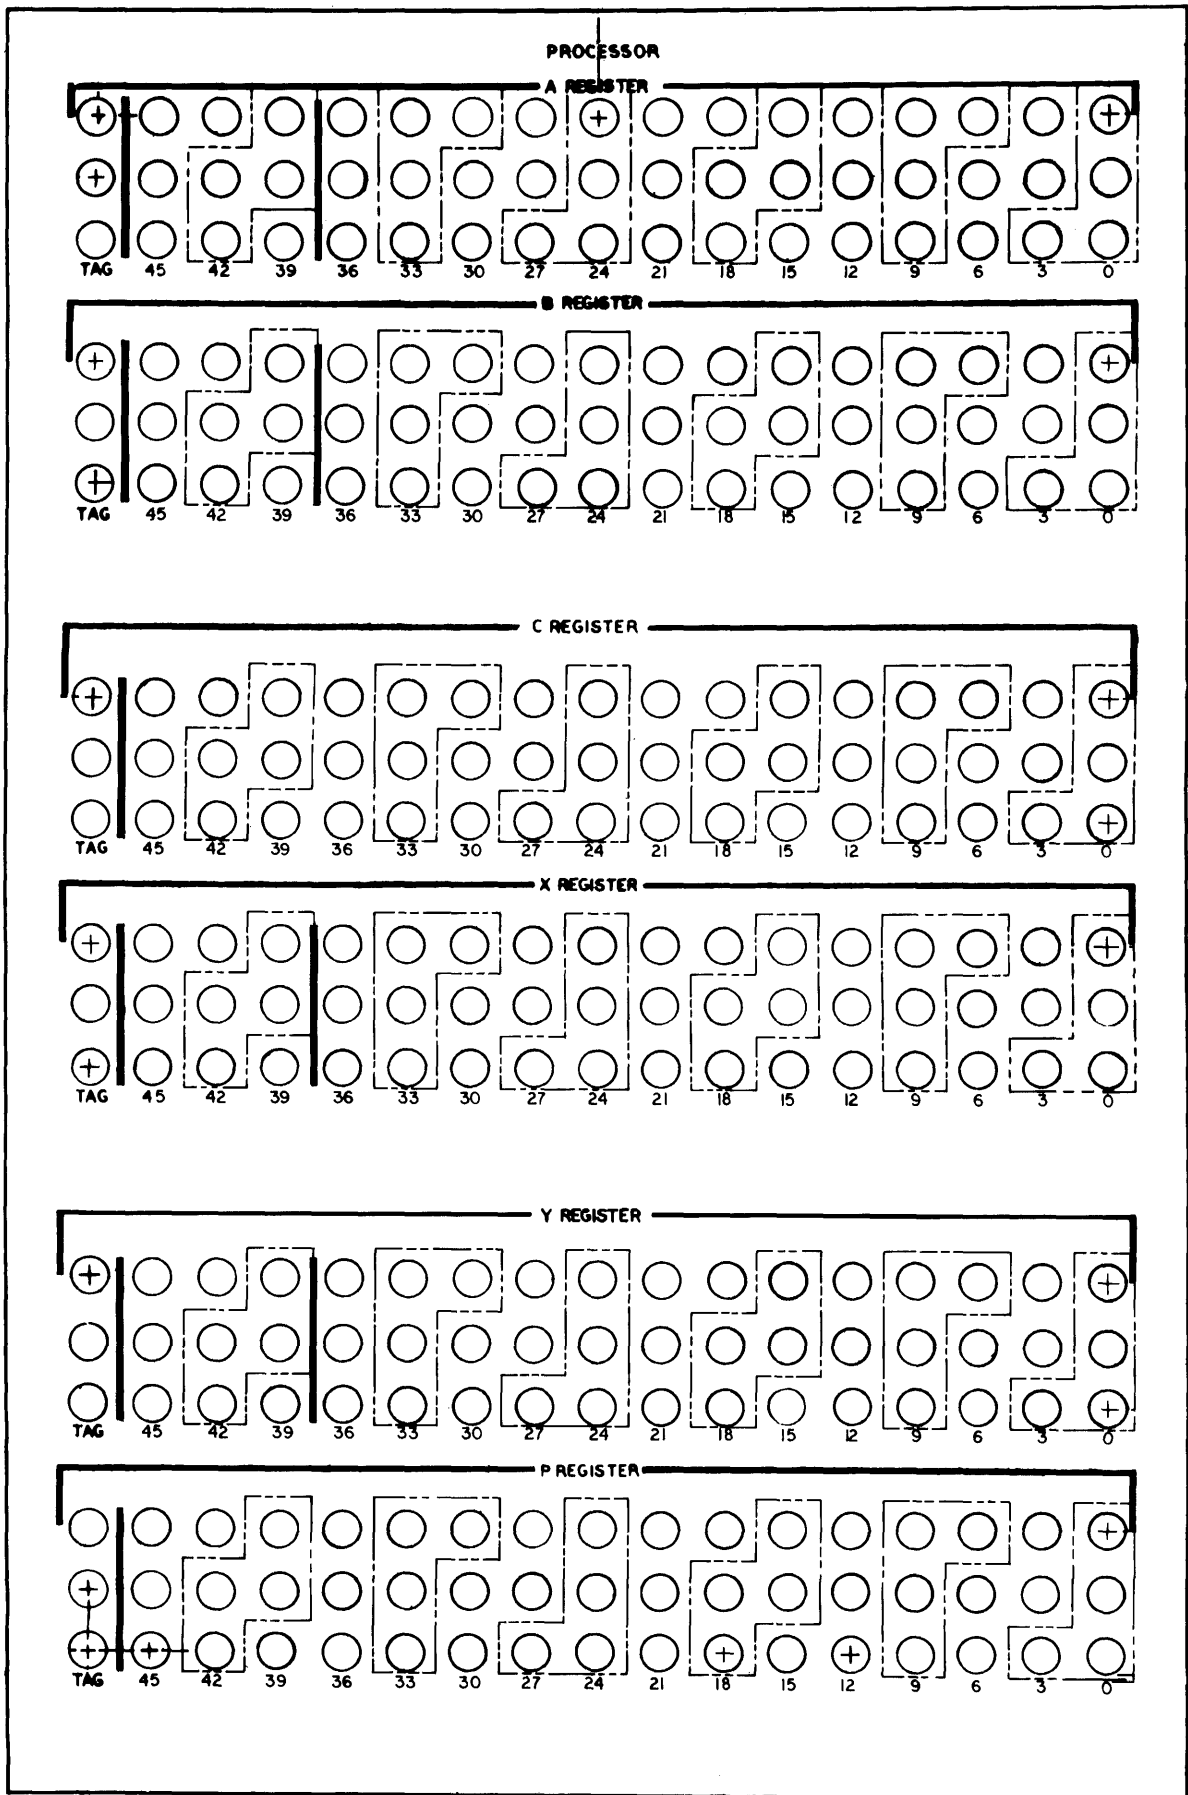 PROCESSOR
A REGISTER
TAG 45 42 39 36 33 30 27 24 21 18 15 12 9 6 3 0
B REGISTER
TAG 45 42 39 36 33 30 27 24 21 18 15 12 9 6 3 0
C REGISTER
TAG 45 42 39 36 33 30 27 24 21 18 15 12 9 6 3 0
X REGISTER
TAG 45 42 39 36 33 30 27 24 21 18 15 12 9 6 3 0
Y REGISTER
TAG 45 42 39 36 33 30 27 24 21 18 15 12 9 6 3 0
P REGISTER
TAG 45 42 39 36 33 30 27 24 21 18 15 12 9 6 3 0